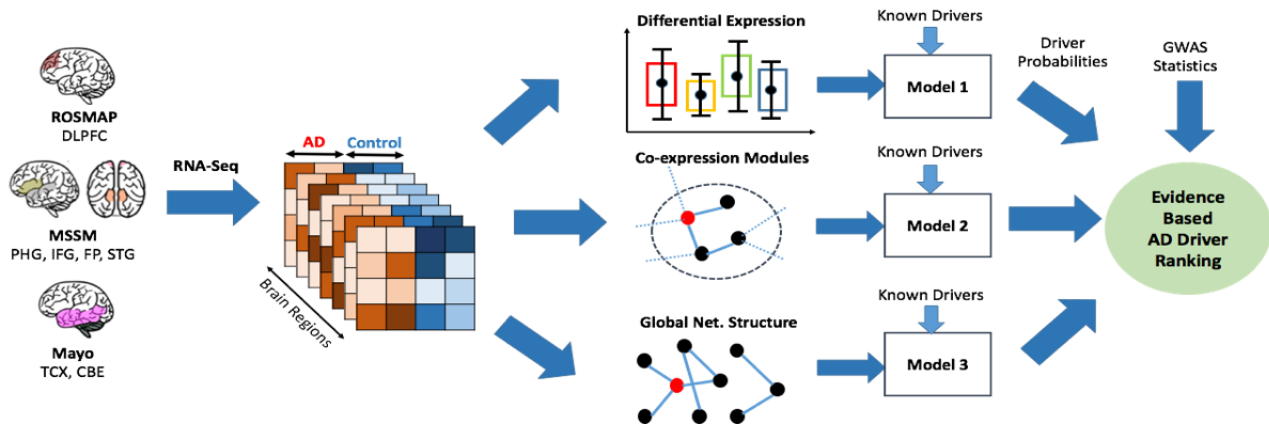 ROSMAP
DLPFC
MSSM
PHG, IFG, FP, STG
Mayo
TCX, CBE
RNA-Seq
AD
Control
Brain Regions
Differential Expression
Co-expression Modules
Global Net. Structure
Known Drivers
Model 1
Known Drivers
Model 2
Known Drivers
Model 3
Driver
Probabilities
GWAS
Statistics
Evidence
Based
AD Driver
Ranking